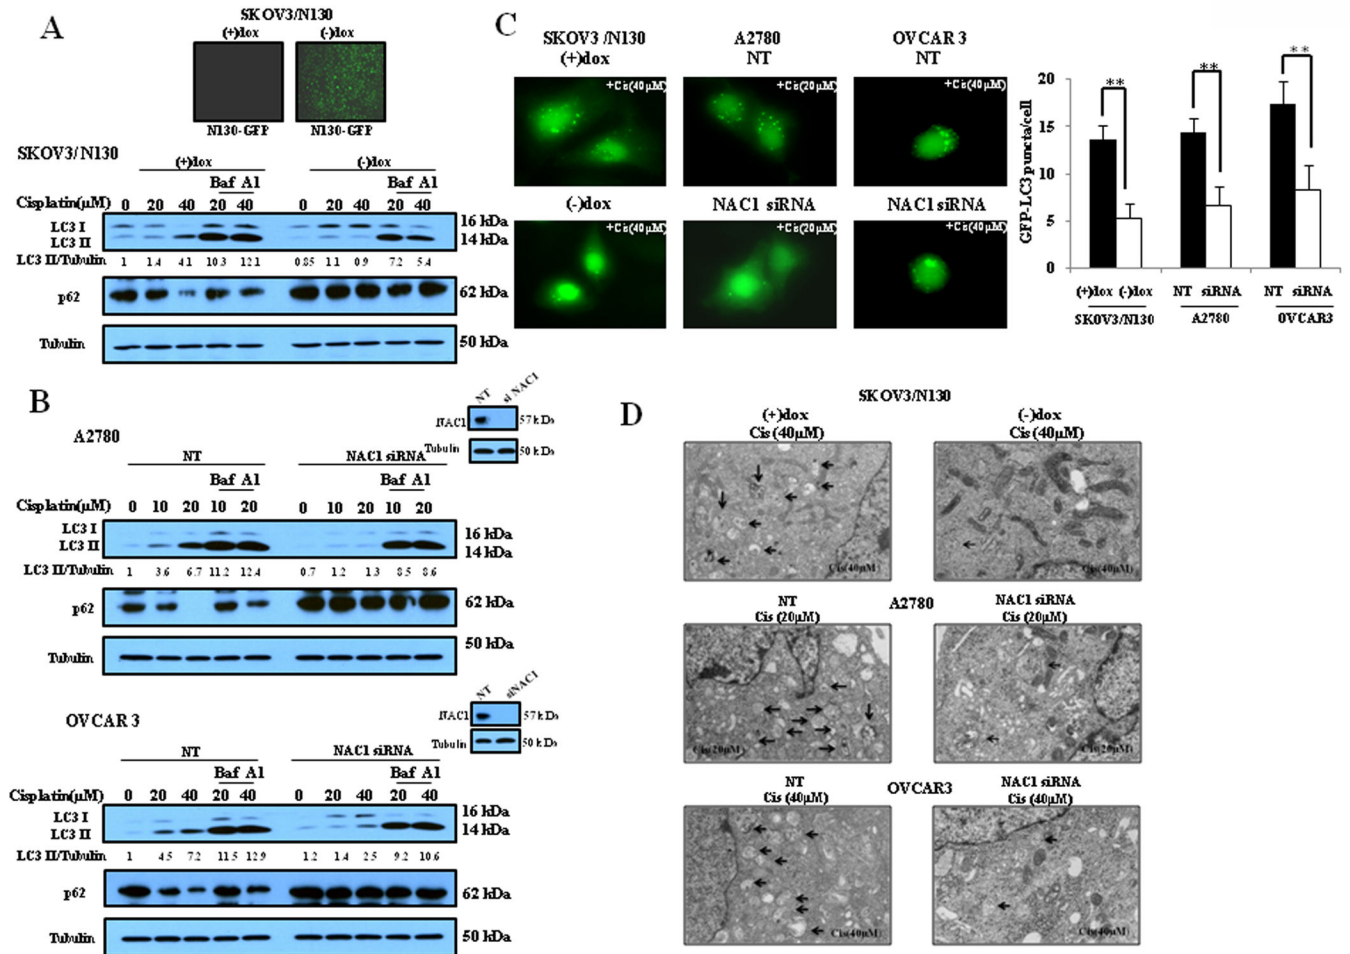 A
SKOV3/N130
(+)dox (-)dox
N130-GFP N130-GFP
SKOV3/N130
(+)dox (-)dox
Baf A1 Baf A1
Cisplatin(μM) 0 20 40 20 40 0 20 40 20 40
LC3 I 16 kDa
LC3 II 14 kDa
LC3 II/Tubulin 1 1.4 4.1 10.3 12.1 0.85 1.1 0.9 7.2 5.4
p62 62 kDa
Tubulin 50 kDa
B
NT si NAC1
NAC1 57 kDa
Tubulin 50 kDa
A2780
NT NAC1 siRNA
Baf A1 Baf A1
Cisplatin(μM) 0 10 20 10 20 0 10 20 10 20
LC3 I 16 kDa
LC3 II 14 kDa
LC3 II/Tubulin 1 3.6 6.7 11.2 12.4 0.7 1.2 1.3 8.5 8.6
p62 62 kDa
50 kDa
Tubulin
NT siNAC1
NAC1 57 kDa
Tubulin 50 kDa
OVCAR 3
NT NAC1 siRNA
Baf A1 Baf A1
Cisplatin(μM) 0 20 40 20 40 0 20 40 20 40
LC3 I 16 kDa
LC3 II 14 kDa
LC3 II/Tubulin 1 4.5 7.2 11.5 12.9 1.2 1.4 2.5 9.2 10.6
p62 62 kDa
Tubulin 50 kDa
C
SKOV3 /N130 A2780 OVCAR 3
(+)dox NT NT
+Cis(40μM) +Cis(20μM) +Cis(40μM)
(-)dox NAC1 siRNA NAC1 siRNA
+Cis(40μM) +Cis(20μM) +Cis(40μM)
GFP-LC3 puncta/cell
20
15
10
5
0
** ** **
(+)dox (-)dox NT siRNA NT siRNA
SKOV3/N130 A2780 OVCAR3
D
SKOV3/N130
(+)dox (-)dox
Cis (40μM) Cis (40μM)
Cis(40μM) Cis(40μM)
A2780
NT NAC1 siRNA
Cis (20μM) Cis (20μM)
Cis(20μM) Cis(20μM)
OVCAR3
NT NAC1 siRNA
Cis (40μM) Cis (40μM)
Cis(40μM) Cis(40μM)